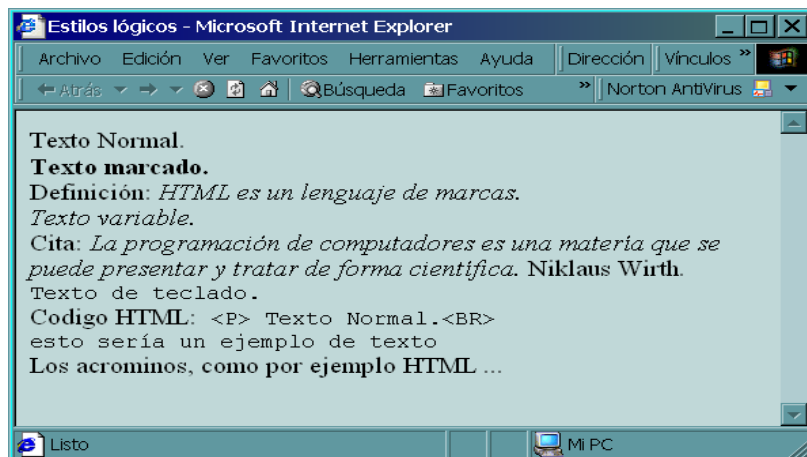 Estilos lógicos - Microsoft Internet Explorer
Archivo Edición Ver Favoritos Herramientas Ayuda Dirección Vínculos »
Atrás Búsqueda Favoritos » Norton AntiVirus
Texto Normal.
Texto marcado.
Definición: HTML es un lenguaje de marcas.
Texto variable.
Cita: La programación de computadores es una materia que se
puede presentar y tratar de forma científica. Niklaus Wirth.
Texto de teclado.
Codigo HTML: <P> Texto Normal.<BR>
esto sería un ejemplo de texto
Los acrominos, como por ejemplo HTML ...
Listo Mi PC